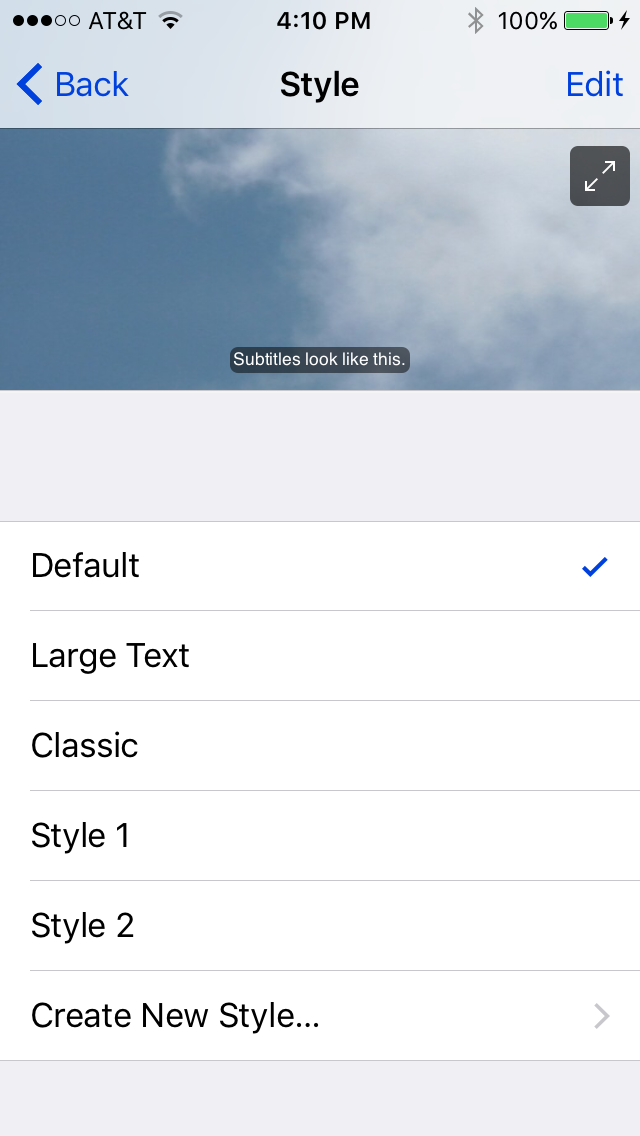 AT&T 4:10 PM 100%
Back Style Edit
Subtitles look like this.
Default
Large Text
Classic
Style 1
Style 2
Create New Style...